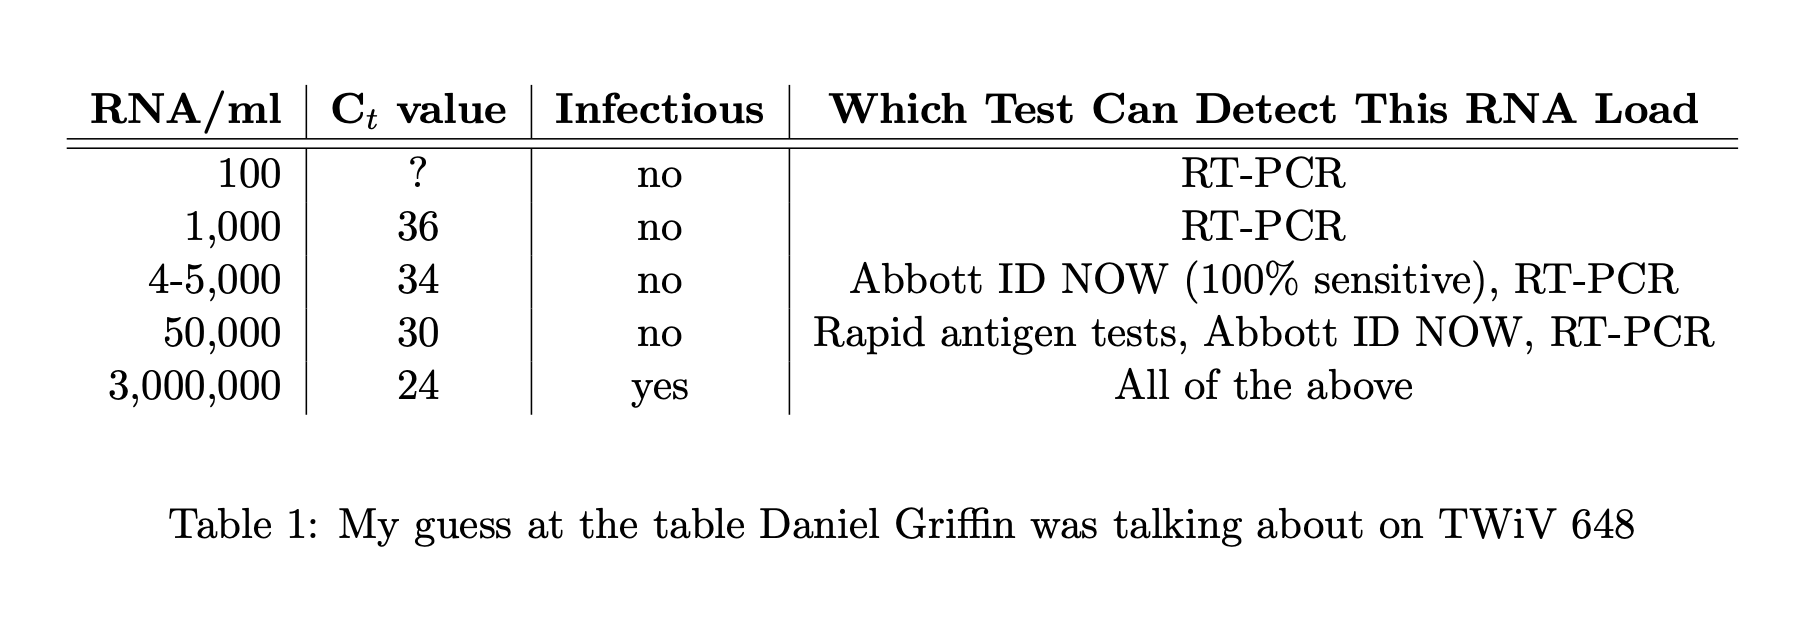 RNA/ml Ct value Infectious Which Test Can Detect This RNA Load
100 ? no RT-PCR
1,000 36 no RT-PCR
4-5,000 34 no Abbott ID NOW (100% sensitive), RT-PCR
50,000 30 no Rapid antigen tests, Abbott ID NOW, RT-PCR
3,000,000 24 yes All of the above
Table 1: My guess at the table Daniel Griffin was talking about on TWiV 648